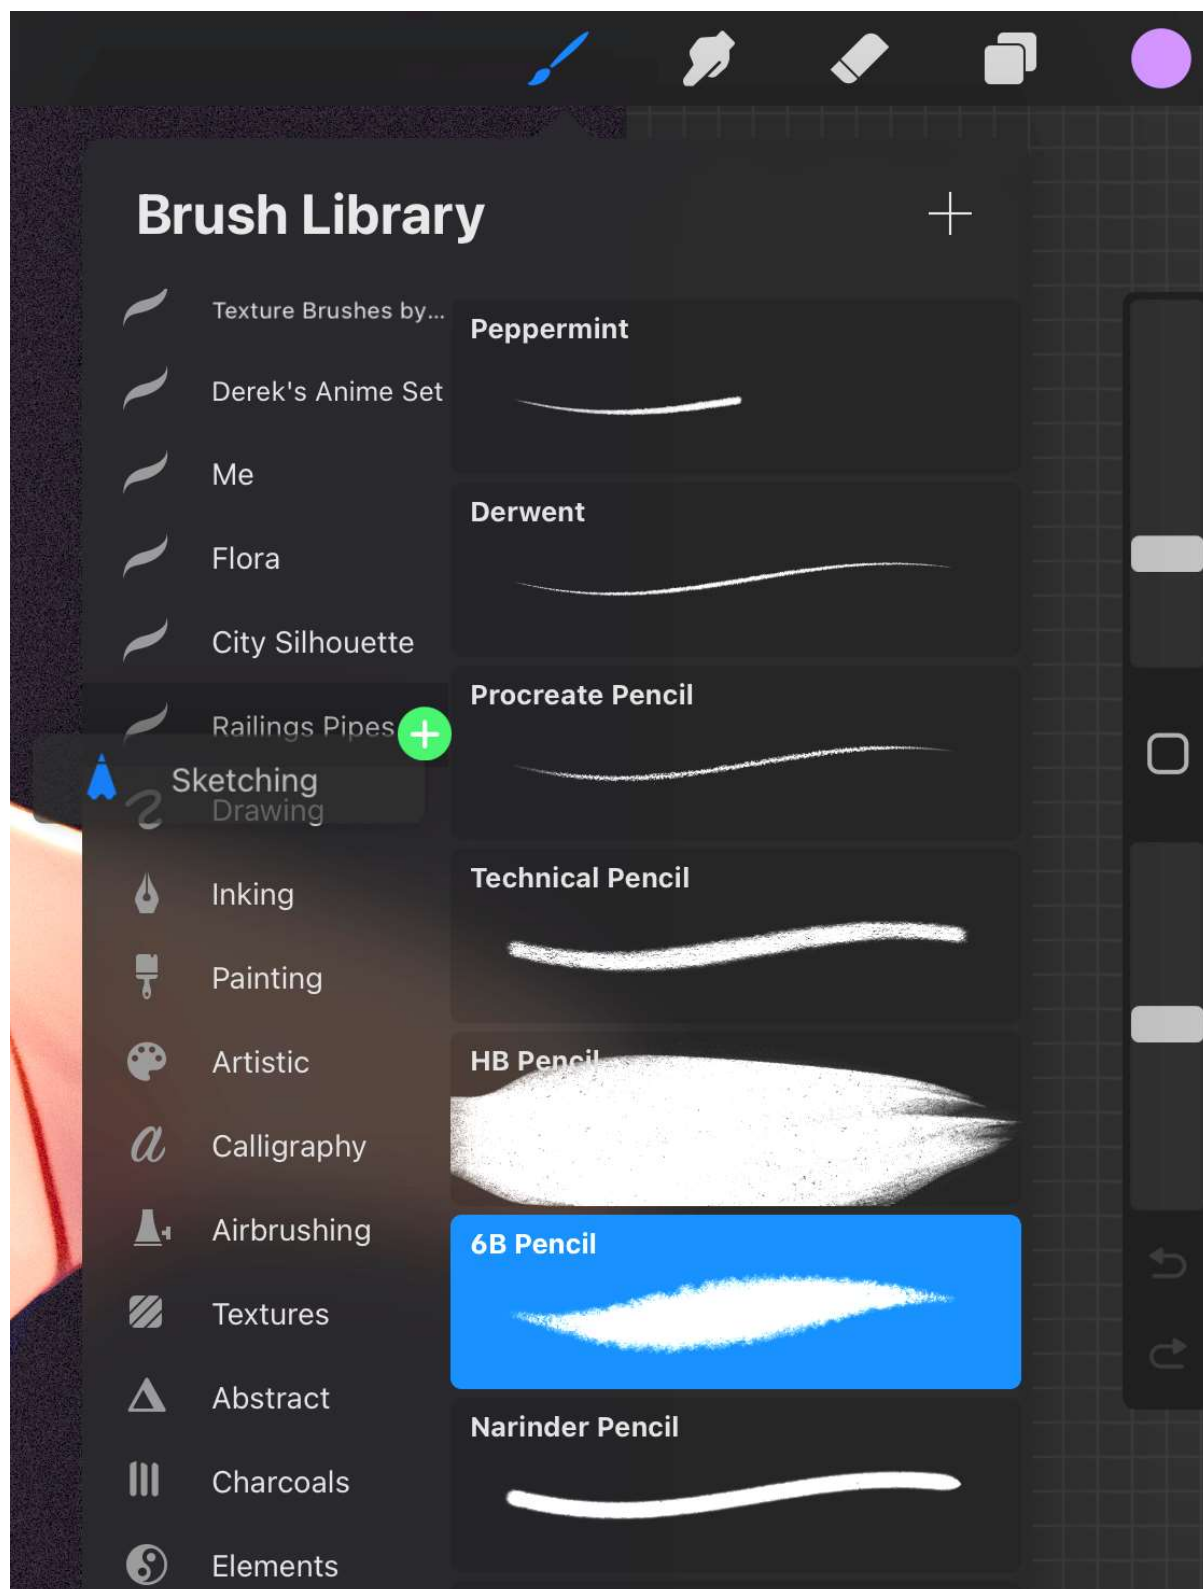 Brush Library
Texture Brushes by...
Derek's Anime Set
Me
Flora
City Silhouette
Railings Pipes
Sketching
Drawing
Inking
Painting
Artistic
Calligraphy
Airbrushing
Textures
Abstract
Charcoals
Elements
Peppermint
Derwent
Procreate Pencil
Technical Pencil
HB Pencil
6B Pencil
Narinder Pencil